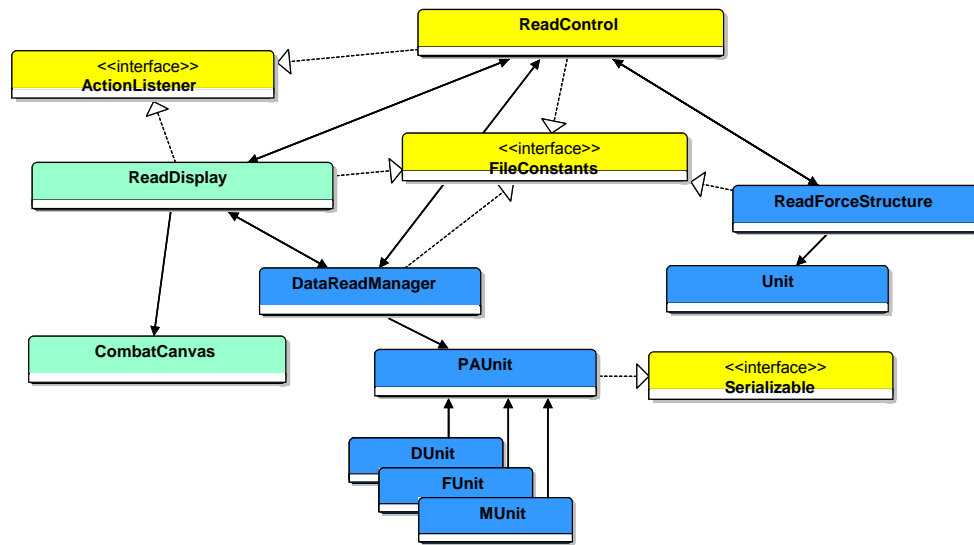 ReadControl
<<interface>>
ActionListener
<<interface>>
FileConstants
ReadDisplay
ReadForceStructure
DataReadManager
Unit
CombatCanvas
PAUnit
<<interface>>
Serializable
DUnit
FUnit
MUnit